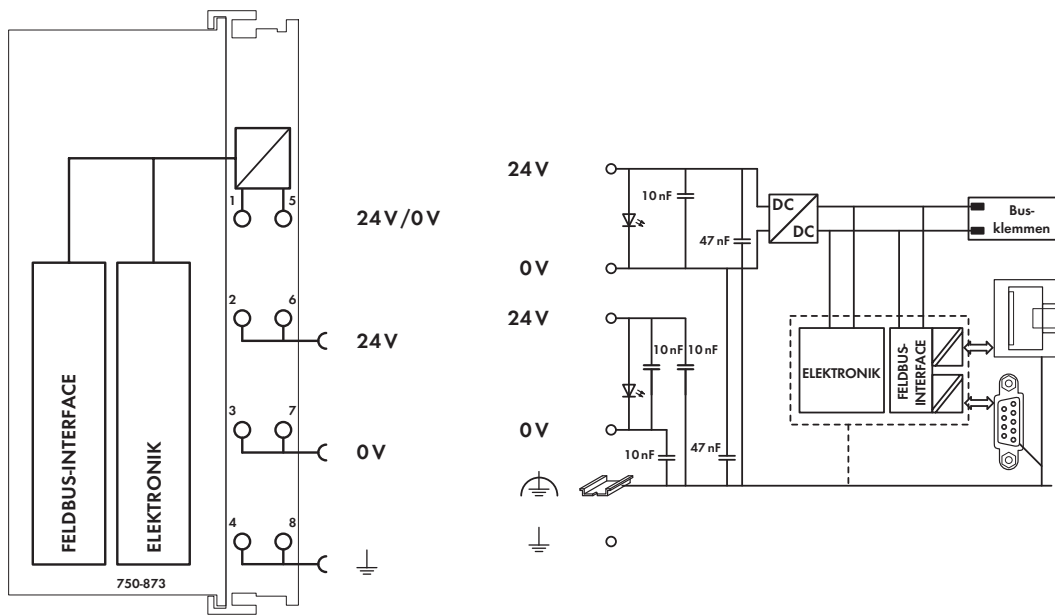 1
5
24V/0V
2
6
24V
3
7
0V
4
8
FELDBUS-INTERFACE
ELEKTRONIK
750-873
24V
10nF
DC
DC
Bus-
klemmen
47nF
0V
24V
10nF
10nF
ELEKTRONIK
FELDBUS-
INTERFACE
0V
10nF
47nF